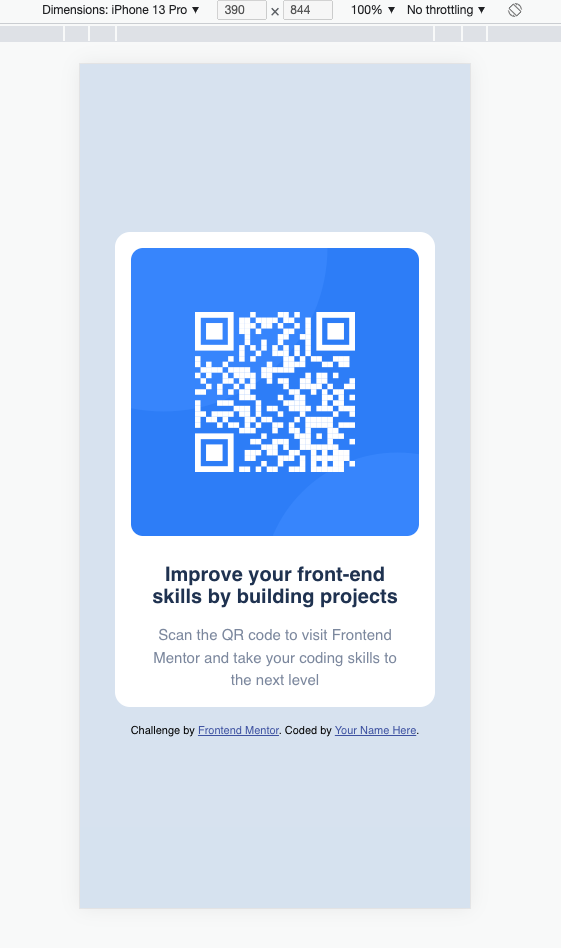 Dimensions: iPhone 13 Pro ▼ 390 × 844 100% ▼ No throttling ▼
Improve your front-end
skills by building projects
Scan the QR code to visit Frontend
Mentor and take your coding skills to
the next level
Challenge by Frontend Mentor. Coded by Your Name Here.